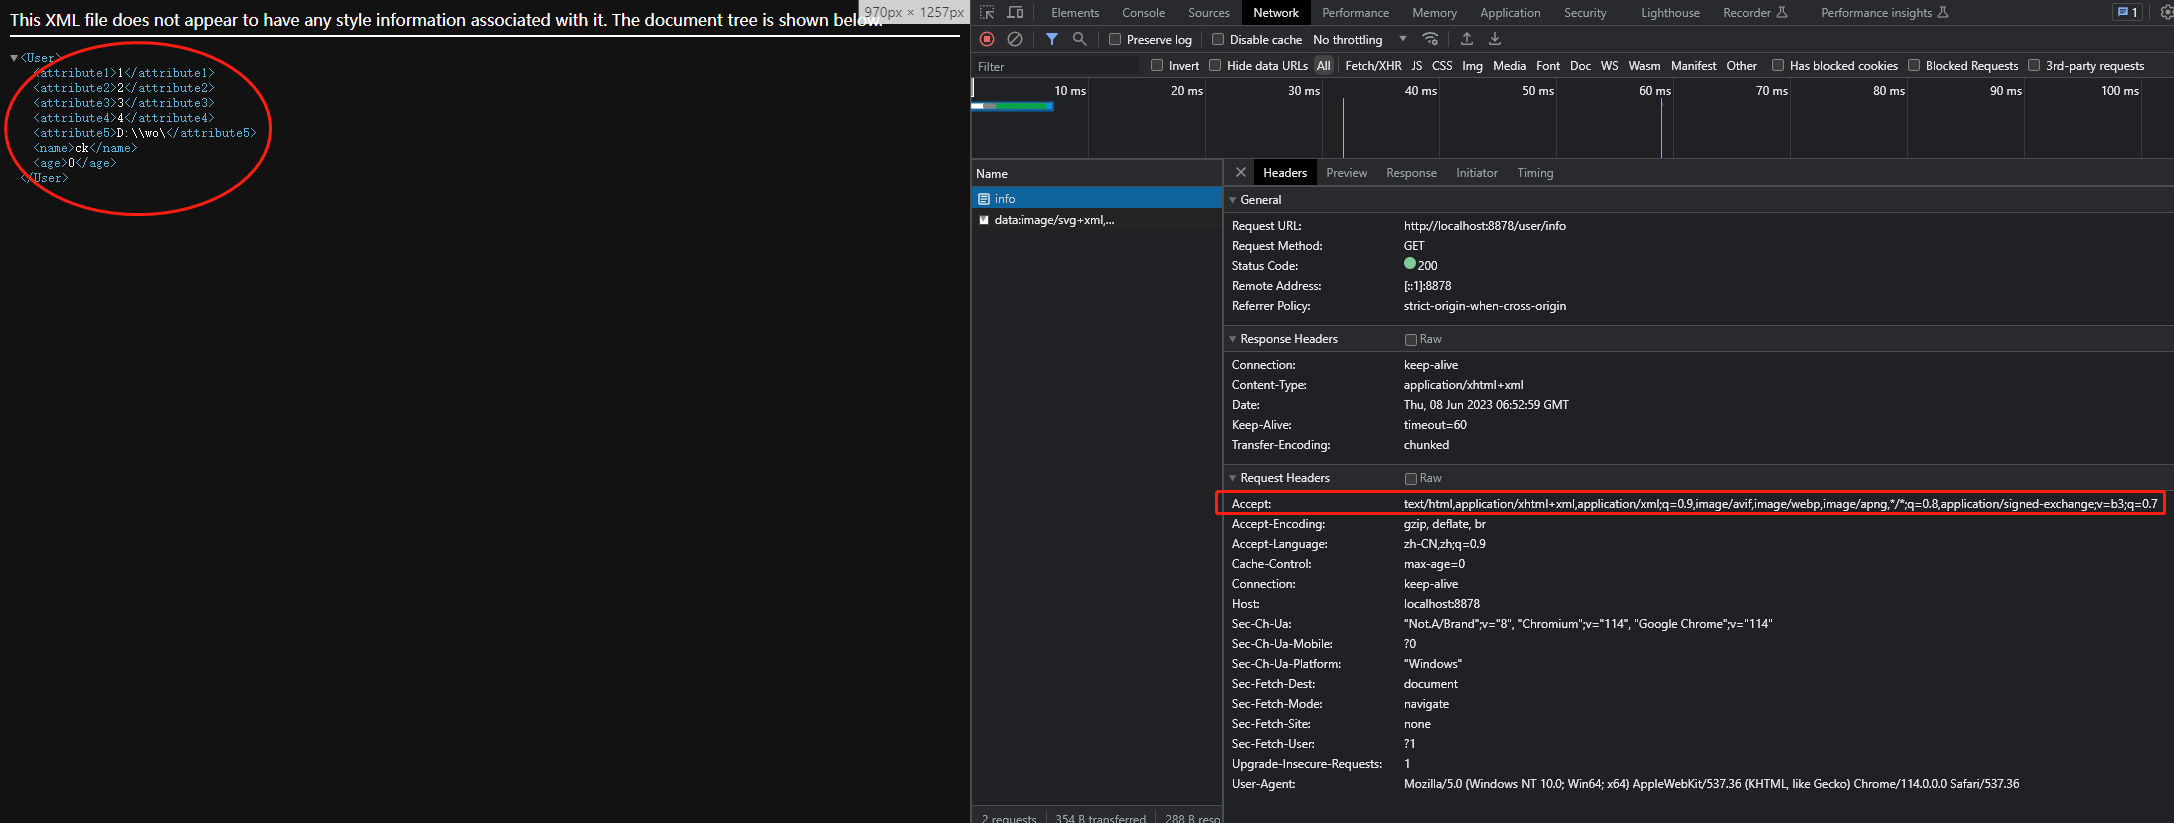 This XML file does not appear to have any style information associated with it. The document tree is shown below.
970px × 1257px
▼<User>
<attribute1>1</attribute1>
<attribute2>2</attribute2>
<attribute3>3</attribute3>
<attribute4>4</attribute4>
<attribute5>D:\\wo\</attribute5>
<name>ck</name>
<age>0</age>
</User>
Elements Console Sources Network Performance Memory Application Security Lighthouse Recorder Performance insights 1
Preserve log Disable cache No throttling
Filter Invert Hide data URLs All Fetch/XHR JS CSS Img Media Font Doc WS Wasm Manifest Other Has blocked cookies Blocked Requests 3rd-party requests
10 ms 20 ms 30 ms 40 ms 50 ms 60 ms 70 ms 80 ms 90 ms 100 ms
Name
info
data:image/svg+xml,...
2 requests 354 B transferred 288 B reso
Headers Preview Response Initiator Timing
General
Request URL: http://localhost:8878/user/info
Request Method: GET
Status Code: 200
Remote Address: [::1]:8878
Referrer Policy: strict-origin-when-cross-origin
Response Headers Raw
Connection: keep-alive
Content-Type: application/xhtml+xml
Date: Thu, 08 Jun 2023 06:52:59 GMT
Keep-Alive: timeout=60
Transfer-Encoding: chunked
Request Headers Raw
Accept: text/html,application/xhtml+xml,application/xml;q=0.9,image/avif,image/webp,image/apng,*/*;q=0.8,application/signed-exchange;v=b3;q=0.7
Accept-Encoding: gzip, deflate, br
Accept-Language: zh-CN,zh;q=0.9
Cache-Control: max-age=0
Connection: keep-alive
Host: localhost:8878
Sec-Ch-Ua: "Not.A/Brand";v="8", "Chromium";v="114", "Google Chrome";v="114"
Sec-Ch-Ua-Mobile: ?0
Sec-Ch-Ua-Platform: "Windows"
Sec-Fetch-Dest: document
Sec-Fetch-Mode: navigate
Sec-Fetch-Site: none
Sec-Fetch-User: ?1
Upgrade-Insecure-Requests: 1
User-Agent: Mozilla/5.0 (Windows NT 10.0; Win64; x64) AppleWebKit/537.36 (KHTML, like Gecko) Chrome/114.0.0.0 Safari/537.36